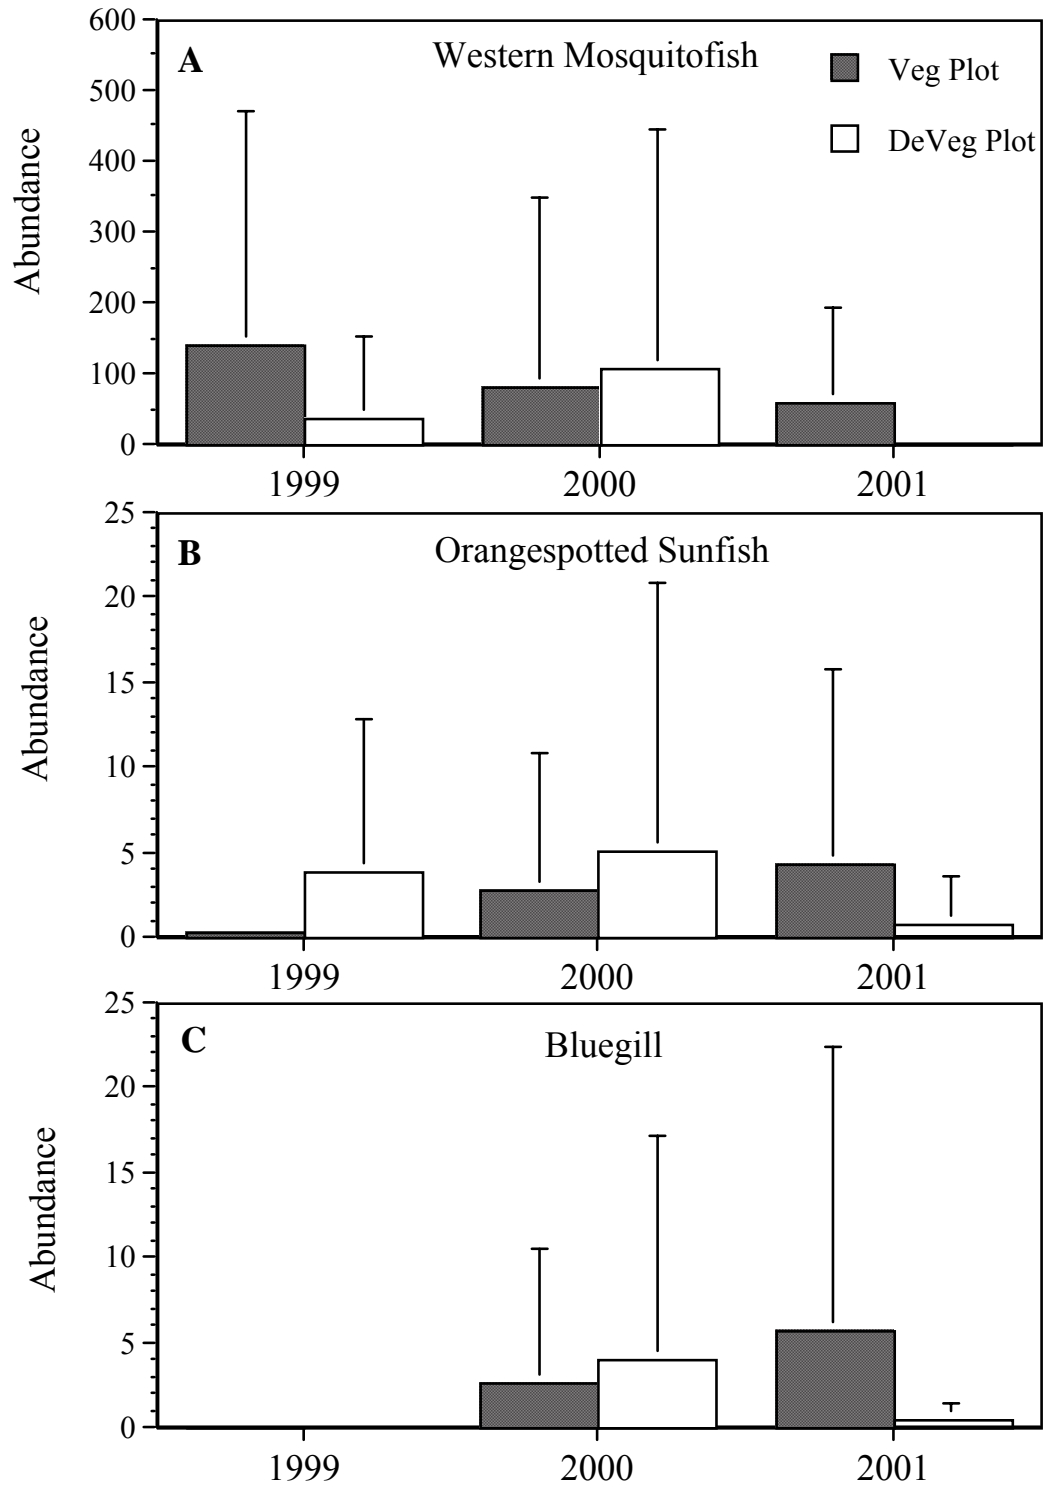 600
A
Western Mosquitofish
Veg Plot
500
DeVeg Plot
400
Abundance
300
200
100
0
1999
2000
2001
25
B
Orangespotted Sunfish
20
Abundance
15
10
5
0
1999
2000
2001
25
C
Bluegill
20
Abundance
15
10
5
0
1999
2000
2001